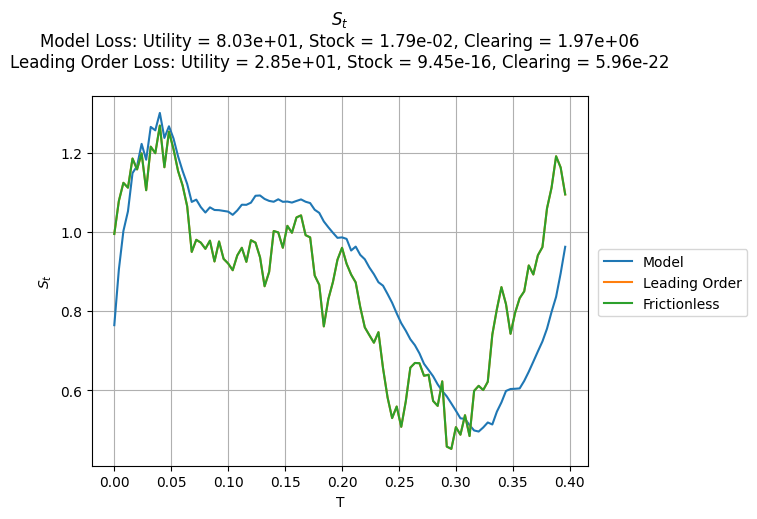 S_t
Model Loss: Utility = 8.03e+01, Stock = 1.79e-02, Clearing = 1.97e+06
Leading Order Loss: Utility = 2.85e+01, Stock = 9.45e-16, Clearing = 5.96e-22
1.2
1.0
0.8
0.6
S_t
0.00 0.05 0.10 0.15 0.20 0.25 0.30 0.35 0.40
T
Model
Leading Order
Frictionless